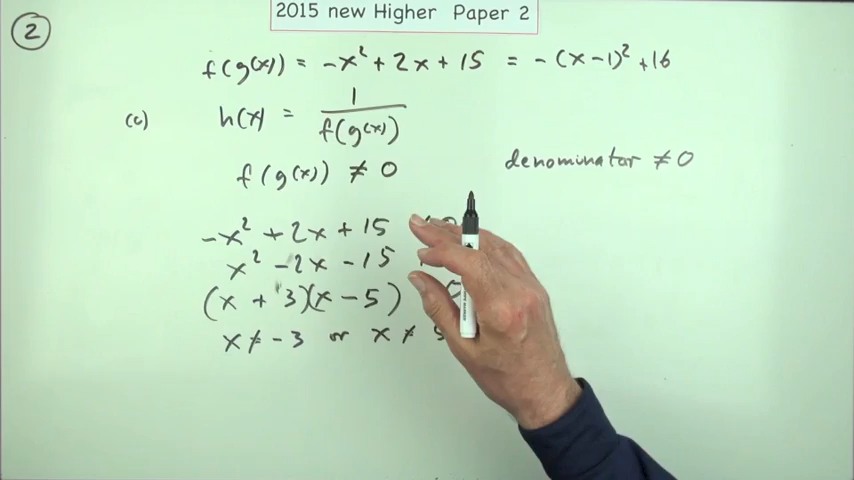 2015 new Higher Paper 2
2
f(g(x)) = -x² + 2x + 15 = -(x-1)² + 16
(c) h(x) = 1/f(g(x))
f(g(x)) ≠ 0 denominator ≠ 0
-x² + 2x + 15
x² - 2x - 15
(x + 3)(x - 5)
x ≠ -3 or x ≠ 5